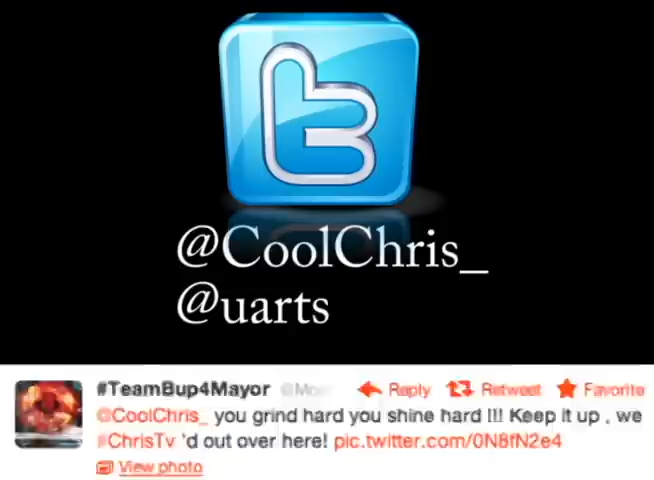 @CoolChris_
@uarts
#TeamBup4Mayor Reply Retweet Favorite
@CoolChris_ you grind hard you shine hard !!! Keep it up , we
#ChrisTv 'd out over here! pic.twitter.com/0N8fN2e4
View photo